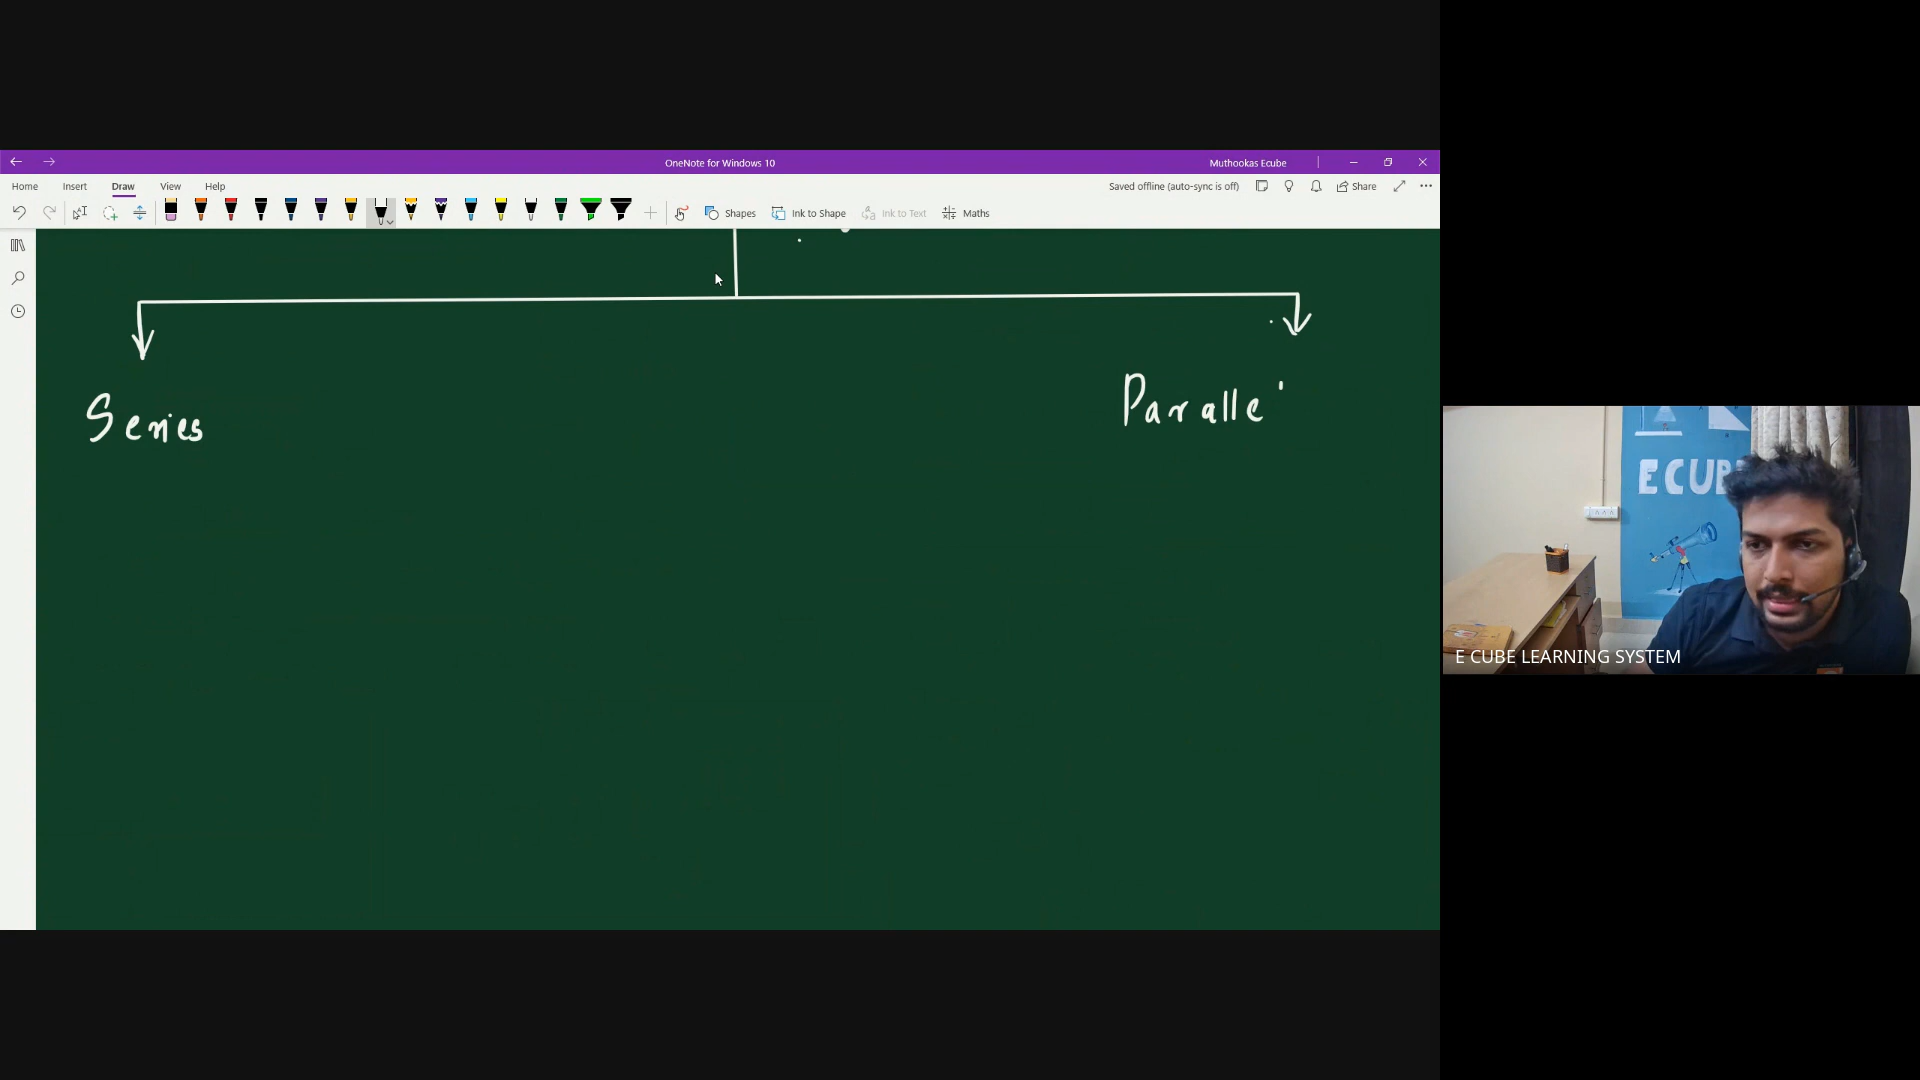 OneNote for Windows 10
Muthookas Ecube
Home Insert Draw View Help
Saved offline (auto-sync is off)
Share
Shapes
Ink to Shape
Ink to Text
Maths
Series
Paralle'
E CUBE
E CUBE LEARNING SYSTEM